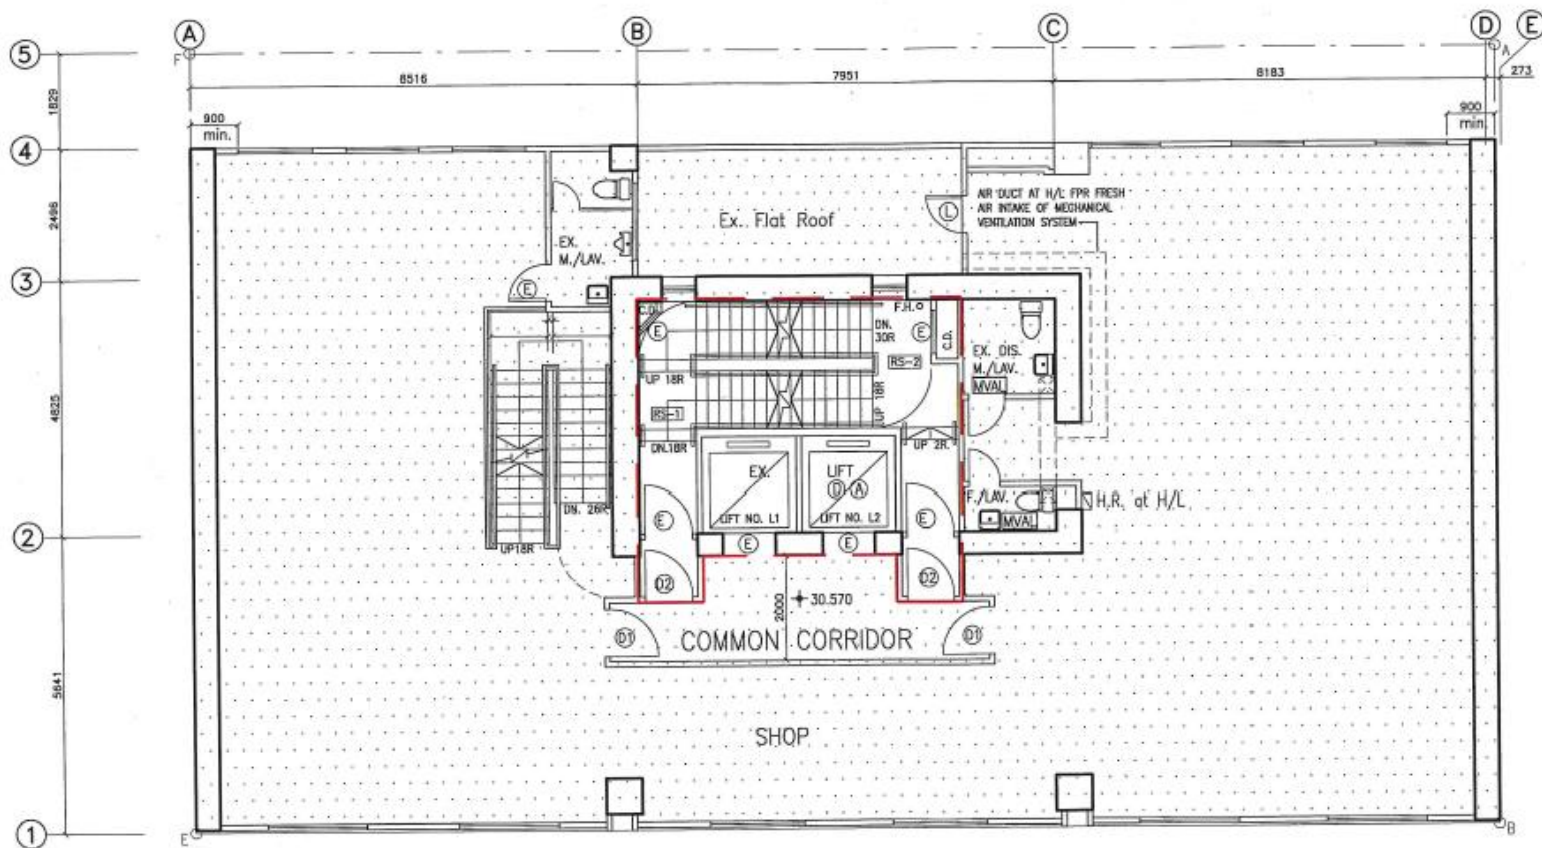 A
B
C
D
E
5
F
A
8516
7951
8183
273
1829
900
min.
900
min.
4
2496
AIR DUCT AT H/L FPR FRESH
AIR INTAKE OF MECHANICAL
VENTILATION SYSTEM
Ex. Flat Roof
L
EX.
M./LAV.
3
E
C.D.
E
F.H.
E
DN.
30R
C.D.
RS-2
EX. DIS.
M./LAV.
MVAL
UP 18R
UP 18R
4825
RS-1
DN.18R
UP 2R.
EX.
LIFT
D
A
F./LAV.
H.R. at H/L
DN. 26R
LIFT NO. L1
LIFT NO. L2
E
E
MVAL
2
UP18R
E
E
D2
D2
2000
30.570
D1
COMMON CORRIDOR
D1
5641
SHOP
1
E
B